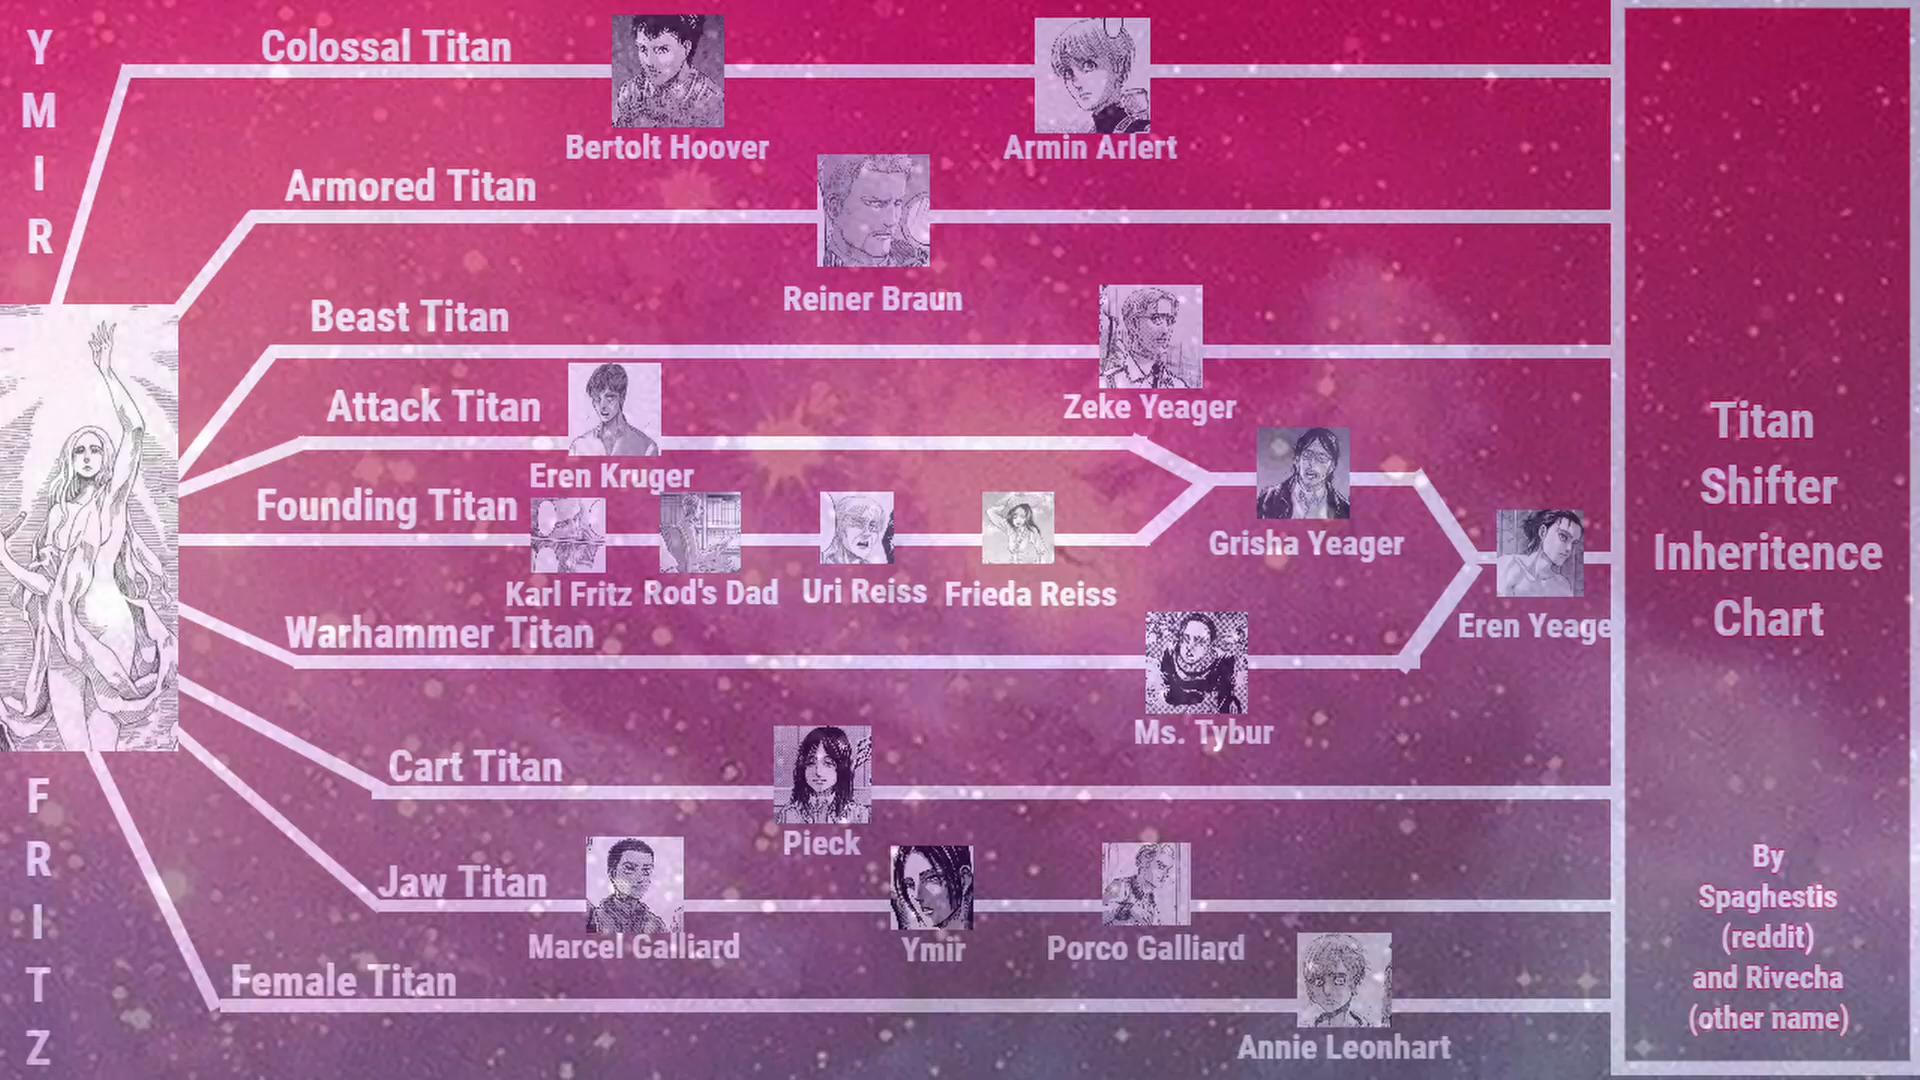 YMIR
FRITZ
Colossal Titan
Bertolt Hoover
Armin Arlert
Armored Titan
Reiner Braun
Beast Titan
Zeke Yeager
Attack Titan
Eren Kruger
Founding Titan
Karl Fritz
Rod's Dad
Uri Reiss
Frieda Reiss
Grisha Yeager
Eren Yeage
Warhammer Titan
Ms. Tybur
Cart Titan
Pieck
Jaw Titan
Marcel Galliard
Ymir
Porco Galliard
Female Titan
Annie Leonhart
Titan
Shifter
Inheritence
Chart
By
Spaghestis
(reddit)
and Rivecha
(other name)